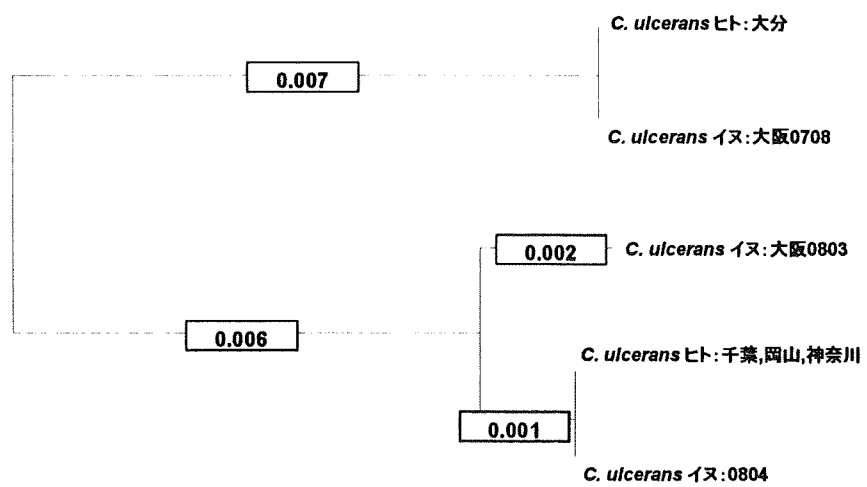 C. ulcerans ヒト:大分
0.007
C. ulcerans イヌ:大阪0708
0.002
C. ulcerans イヌ:大阪0803
0.006
C. ulcerans ヒト:千葉,岡山,神奈川
0.001
C. ulcerans イヌ:0804